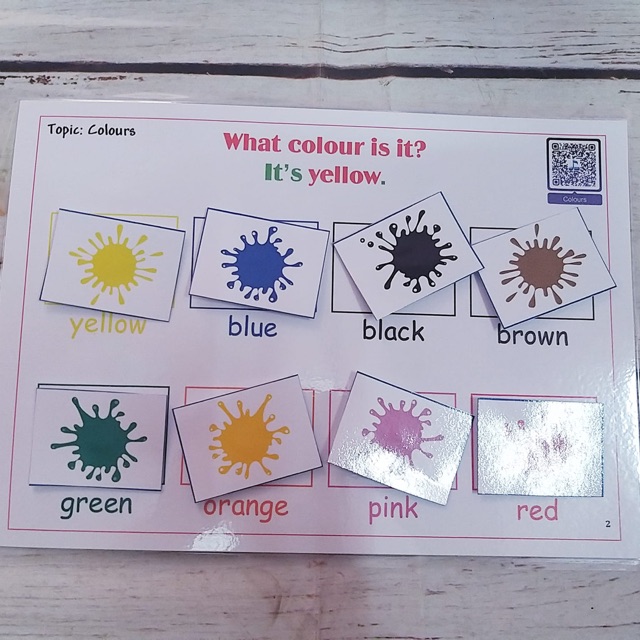 Topic: Colours
What colour is it?
It's yellow.
Colours
yellow
blue
black
brown
green
orange
pink
red
2